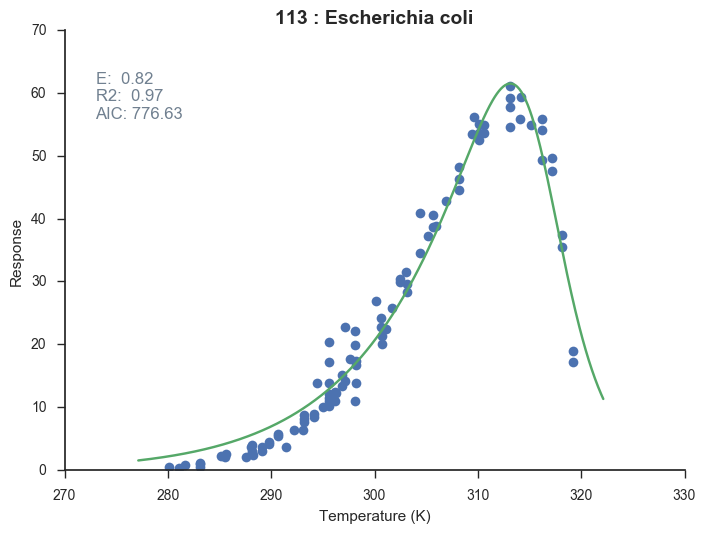 113 : Escherichia coli
70
60
50
40
30
20
10
0
E: 0.82
R2: 0.97
AIC: 776.63
Response
270 280 290 300 310 320 330
Temperature (K)